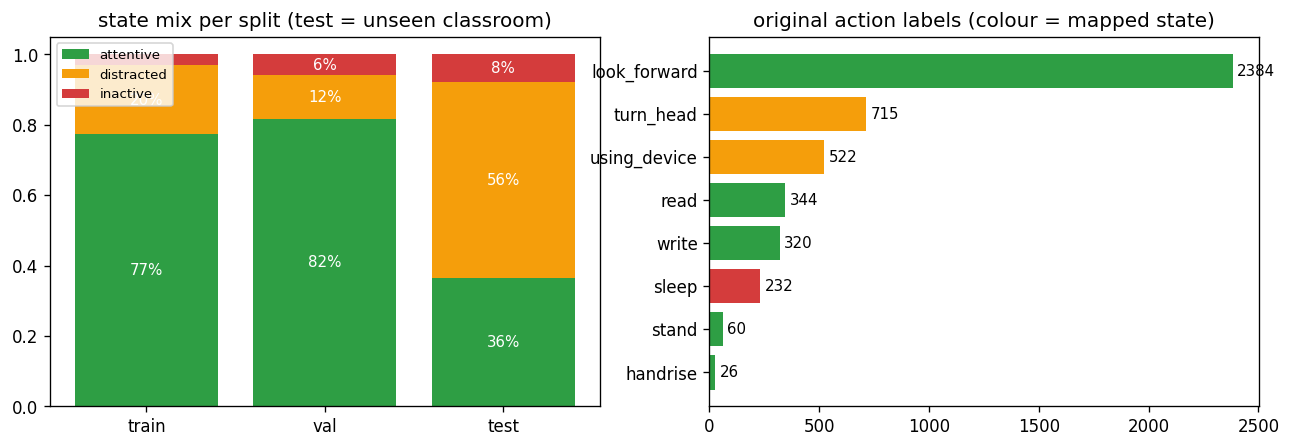 state mix per split (test = unseen classroom)
attentive
distracted
inactive
6%
8%
12%
56%
77%
82%
36%
1.0
0.8
0.6
0.4
0.2
0.0
train
val
test
original action labels (colour = mapped state)
look_forward 2384
turn_head 715
using_device 522
read 344
write 320
sleep 232
stand 60
handrise 26
0
500
1000
1500
2000
2500